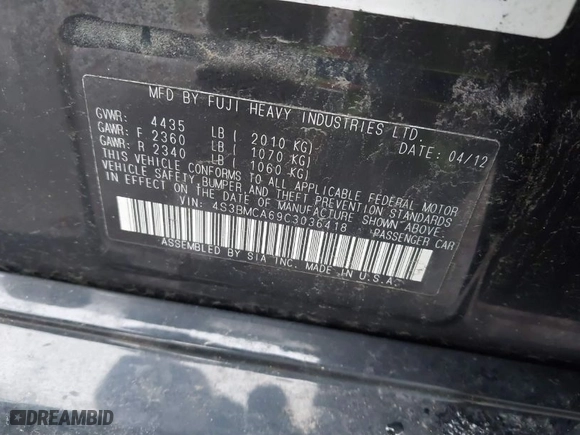 MFD BY FUJI HEAVY INDUSTRIES LTD.
GVWR: 4435 LB ( 2010 KG) DATE: 04/12
GAWR: F 2360 LB ( 1070 KG)
GAWR: R 2340 LB ( 1060 KG)
THIS VEHICLE CONFORMS TO ALL APPLICABLE FEDERAL MOTOR
VEHICLE SAFETY, BUMPER, AND THEFT PREVENTION STANDARDS
IN EFFECT ON THE DATE OF MANUFACTURE SHOWN ABOVE.
VIN: 4S3BMCA69C3036418 PASSENGER CAR
ASSEMBLED BY SIA INC. MADE IN U.S.A.
DREAMBID